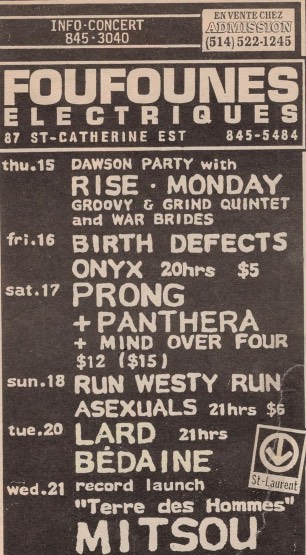 INFO-CONCERT
845-3040
EN VENTE CHEZ
ADMISSION
(514) 522-1245
FOUFOUNES
ELECTRIQUES
87 ST-CATHERINE EST 845-5484
thu.15 DAWSON PARTY with
RISE · MONDAY
GROOVY & GRIND QUINTET
and WAR BRIDES
fri.16 BIRTH DEFECTS
ONYX 20hrs $5
sat.17 PRONG
+ PANTHERA
+ MIND OVER FOUR
$12 ($15)
sun.18 RUN WESTY RUN
ASEXUALS 21hrs $6
tue.20 LARD 21hrs
BÉDAINE
St-Laurent
wed.21 record launch
"Terre des Hommes"
MITSOU